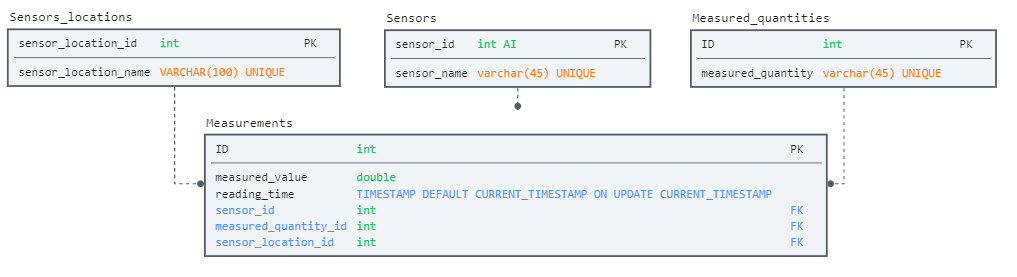 Sensors_locations
sensor_location_id int PK
sensor_location_name VARCHAR(100) UNIQUE
Sensors
sensor_id int AI PK
sensor_name varchar(45) UNIQUE
Measured_quantities
ID int PK
measured_quantity varchar(45) UNIQUE
Measurements
ID int PK
measured_value double
reading_time TIMESTAMP DEFAULT CURRENT_TIMESTAMP ON UPDATE CURRENT_TIMESTAMP
sensor_id int FK
measured_quantity_id int FK
sensor_location_id int FK